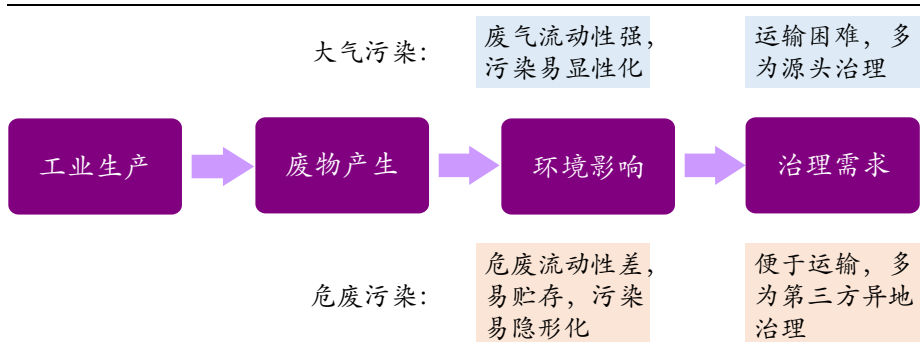 大气污染：
废气流动性强，
污染易显性化
运输困难，多
为源头治理
工业生产
废物产生
环境影响
治理需求
危废污染：
危废流动性差，
易贮存，污染
易隐形化
便于运输，多
为第三方异地
治理